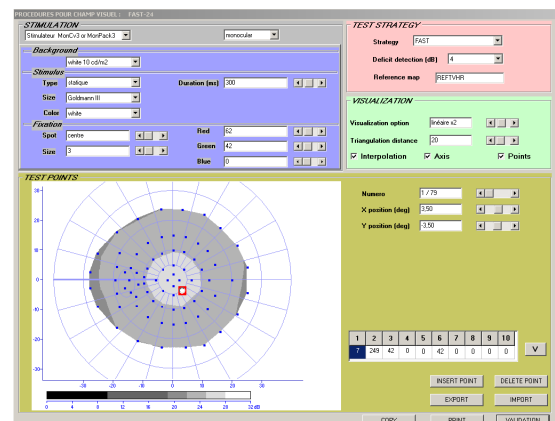 PROCEDURES POUR CHAMP VISUEL : FAST-24
STIMULATION
Stimulateur MonCv3 or MonPack3
monocular
Background
white 10 cd/m2
Stimulus
Type statique
Duration (ms) 300
Size Goldmann III
Color white
Fixation
Spot centre
Size 3
Red 62
Green 42
Blue 0
TEST STRATEGY
Strategy FAST
Deficit detection (dB) 4
Reference map REFTVHR
VISUALIZATION
Visualization option linéaire x2
Triangulation distance 20
Interpolation Axis Points
TEST POINTS
30
20
10
0
-10
-20
-30
-30 -20 -10 0 10 20 30
0 4 8 12 16 20 24 28 32 dB
Numero 1 / 79
X position (deg) 3,50
Y position (deg) -3,50
1 2 3 4 5 6 7 8 9 10
7 249 42 0 0 42 0 0 0 0
V
INSERT POINT DELETE POINT
EXPORT IMPORT
COPY PRINT VALIDATION